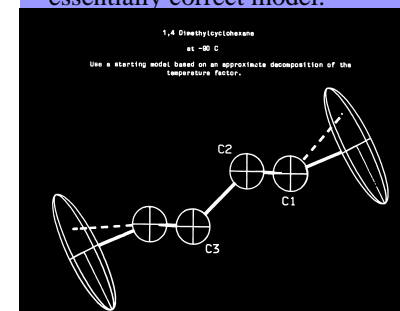 essentially correct model.
1,4 Dimethylcyclohexane
at -90 C
Use a starting model based on an approximate decomposition of the
temperature factor.
C2
C1
C3